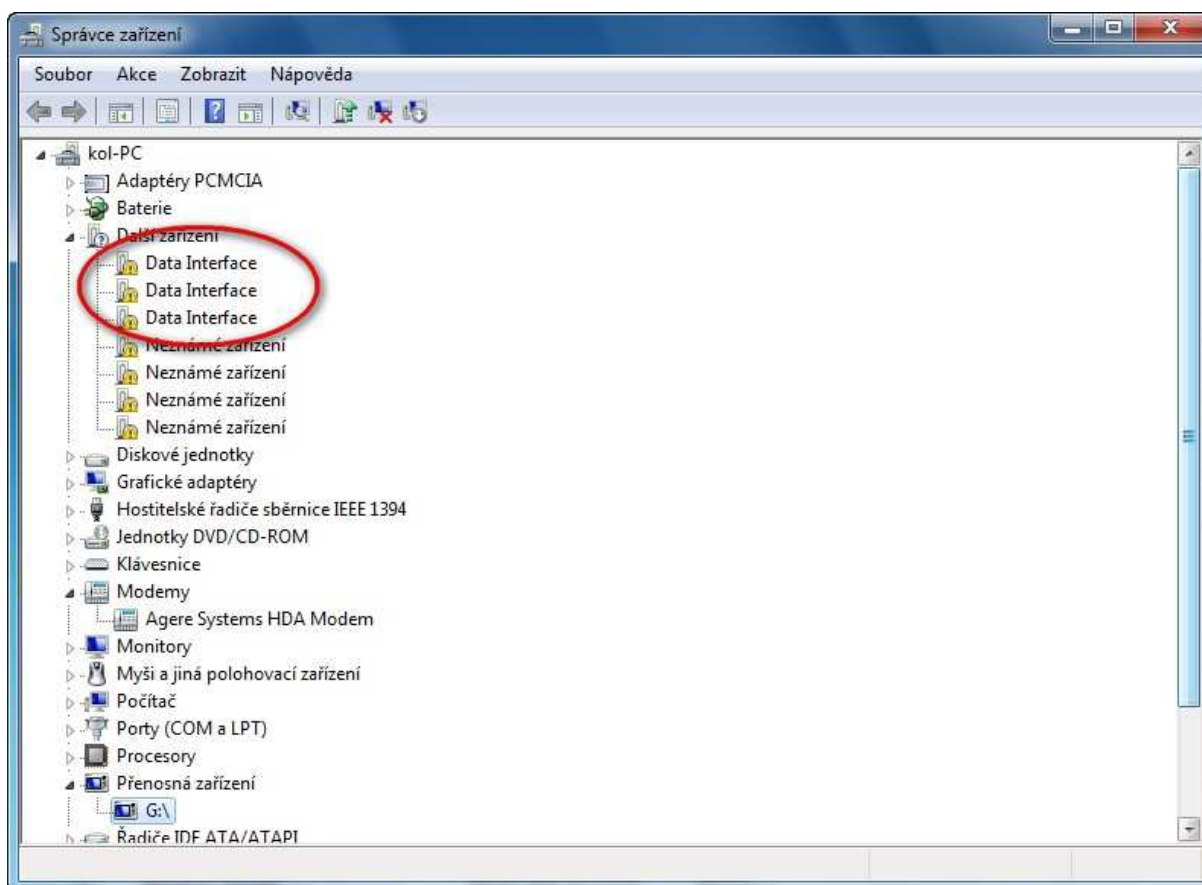 Správce zařízení
Soubor Akce Zobrazit Nápověda
kol-PC
Adaptéry PCMCIA
Baterie
Další zařízení
Data Interface
Data Interface
Data Interface
Neznámé zařízení
Neznámé zařízení
Neznámé zařízení
Neznámé zařízení
Diskové jednotky
Grafické adaptéry
Hostitelské řadiče sběrnice IEEE 1394
Jednotky DVD/CD-ROM
Klávesnice
Modemy
Agere Systems HDA Modem
Monitory
Myši a jiná polohovací zařízení
Počítač
Porty (COM a LPT)
Procesory
Přenosná zařízení
G:\
Řadiče IDE ATA/ATAPI